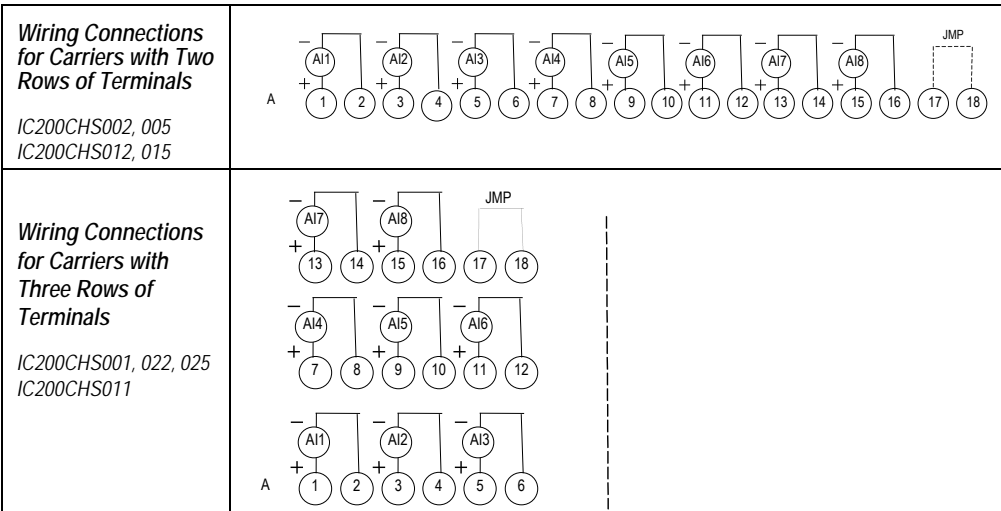 Wiring Connections
for Carriers with Two
Rows of Terminals
IC200CHS002, 005
IC200CHS012, 015
JMP
− − − − − − − −
AI1 AI2 AI3 AI4 AI5 AI6 AI7 AI8
+ + + + + + + +
A 1 2 3 4 5 6 7 8 9 10 11 12 13 14 15 16 17 18
Wiring Connections
for Carriers with
Three Rows of
Terminals
IC200CHS001, 022, 025
IC200CHS011
− − JMP
AI7 AI8
+ +
13 14 15 16 17 18
− − −
AI4 AI5 AI6
+ + +
7 8 9 10 11 12
− − −
AI1 AI2 AI3
+ + +
A 1 2 3 4 5 6